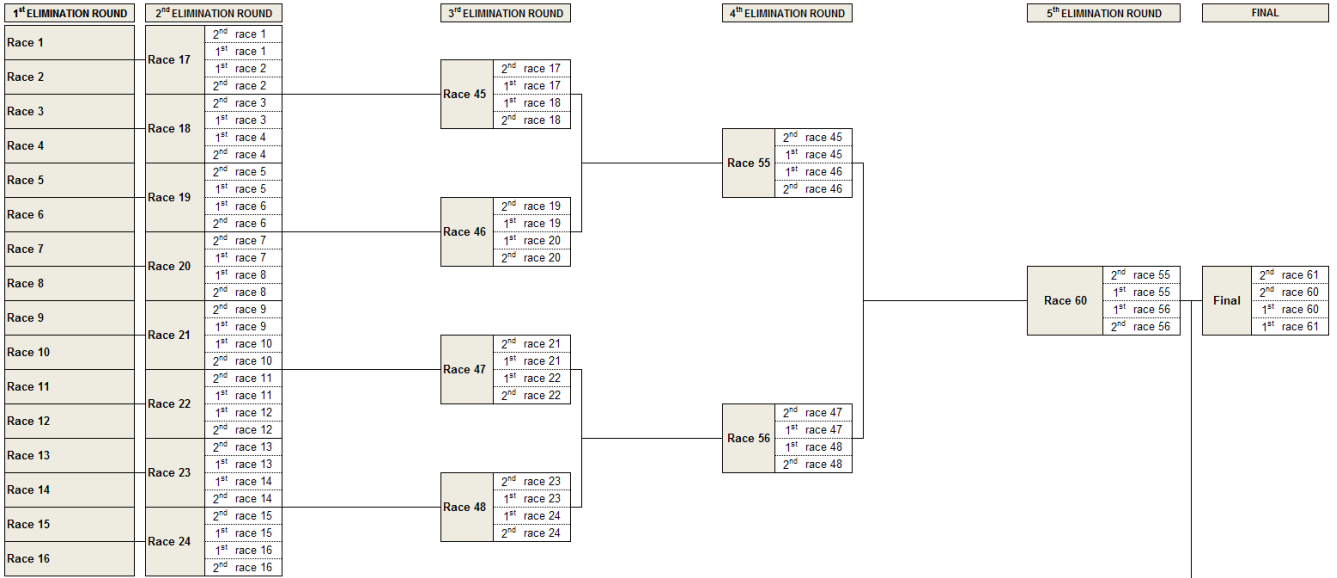 1st ELIMINATION ROUND
2nd ELIMINATION ROUND
3rd ELIMINATION ROUND
4th ELIMINATION ROUND
5th ELIMINATION ROUND
FINAL
Race 1
Race 2
Race 3
Race 4
Race 5
Race 6
Race 7
Race 8
Race 9
Race 10
Race 11
Race 12
Race 13
Race 14
Race 15
Race 16
Race 17
2nd race 1
1st race 1
1st race 2
2nd race 2
Race 18
2nd race 3
1st race 3
1st race 4
2nd race 4
Race 19
2nd race 5
1st race 5
1st race 6
2nd race 6
Race 20
2nd race 7
1st race 7
1st race 8
2nd race 8
Race 21
2nd race 9
1st race 9
1st race 10
2nd race 10
Race 22
2nd race 11
1st race 11
1st race 12
2nd race 12
Race 23
2nd race 13
1st race 13
1st race 14
2nd race 14
Race 24
2nd race 15
1st race 15
1st race 16
2nd race 16
Race 45
2nd race 17
1st race 17
1st race 18
2nd race 18
Race 46
2nd race 19
1st race 19
1st race 20
2nd race 20
Race 47
2nd race 21
1st race 21
1st race 22
2nd race 22
Race 48
2nd race 23
1st race 23
1st race 24
2nd race 24
Race 55
2nd race 45
1st race 45
1st race 46
2nd race 46
Race 56
2nd race 47
1st race 47
1st race 48
2nd race 48
Race 60
2nd race 55
1st race 55
1st race 56
2nd race 56
Final
2nd race 61
2nd race 60
1st race 60
1st race 61